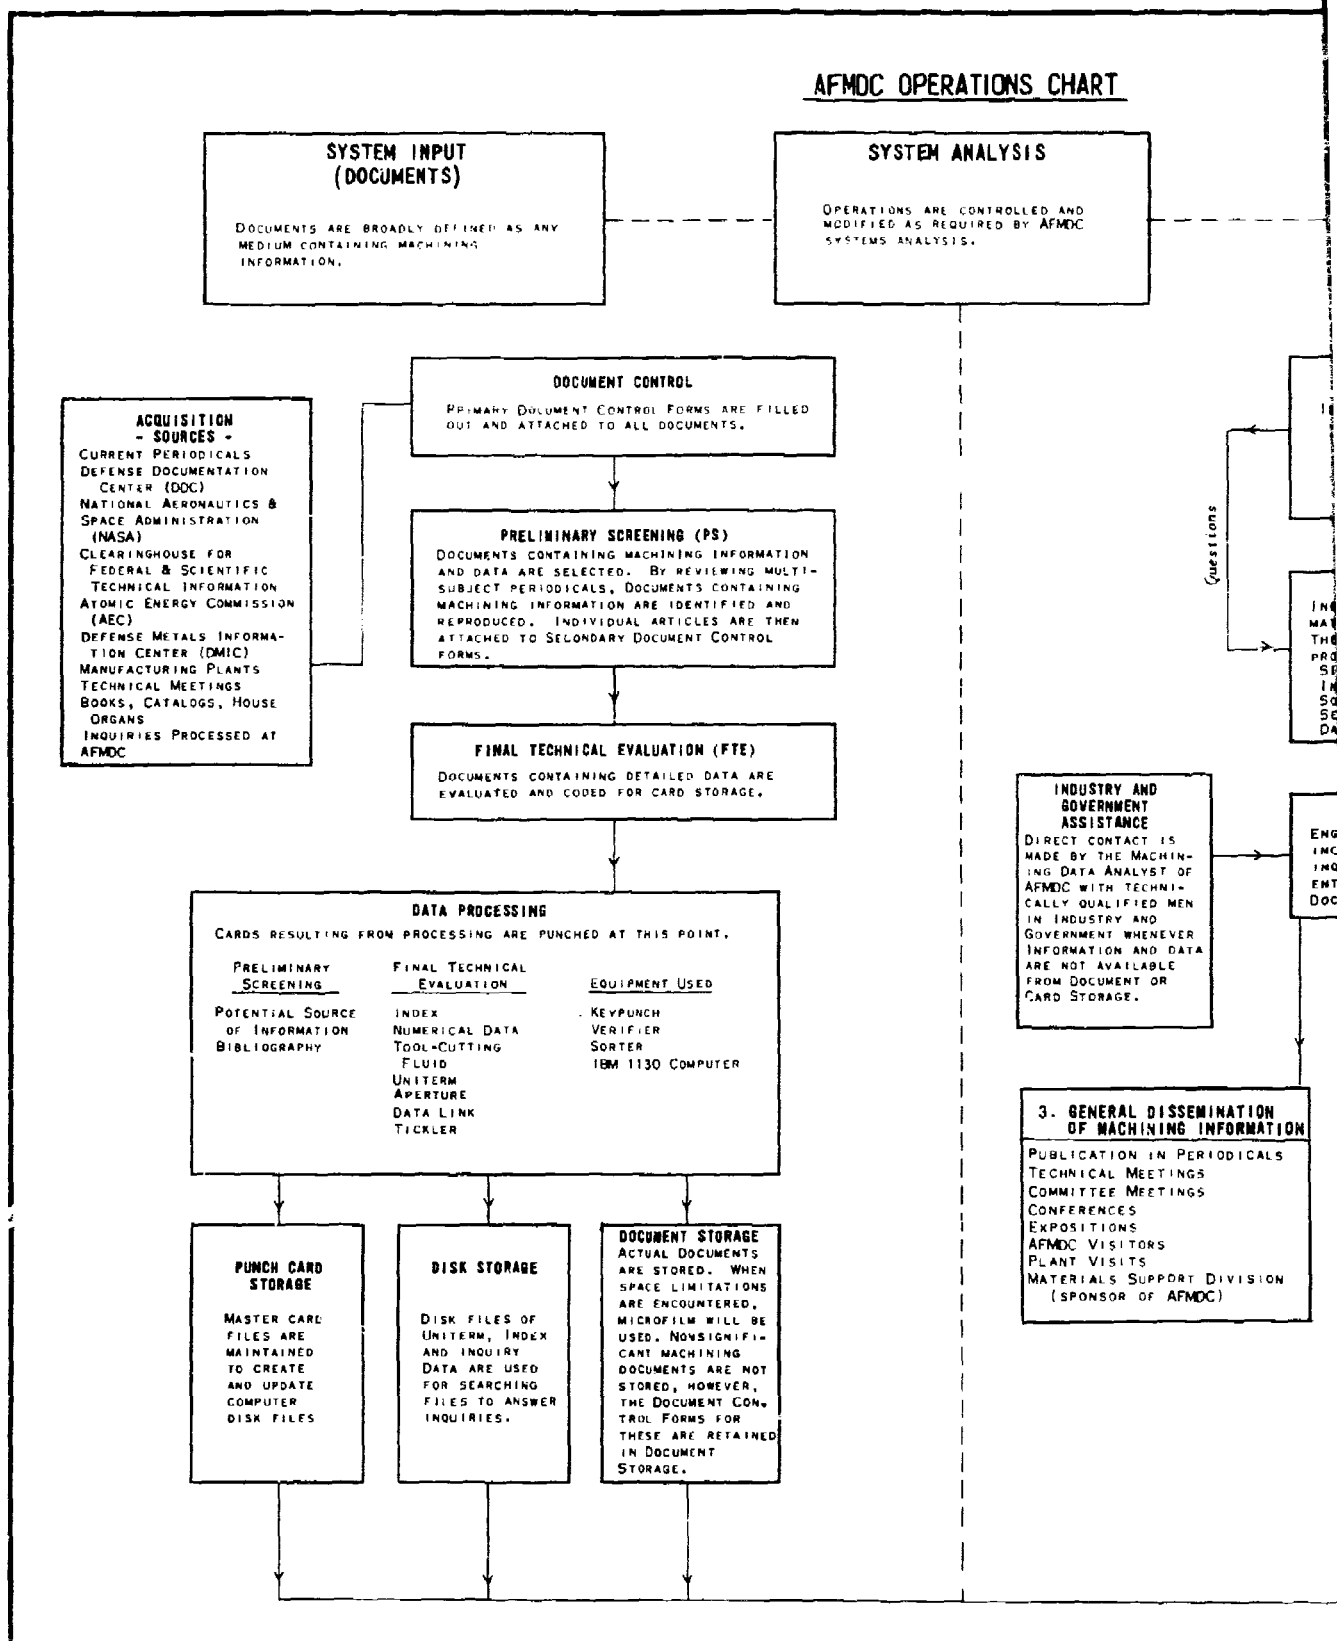 AFMDC OPERATIONS CHART
SYSTEM INPUT
(DOCUMENTS)
DOCUMENTS ARE BROADLY DEFINED AS ANY
MEDIUM CONTAINING MACHINING
INFORMATION.
SYSTEM ANALYSIS
OPERATIONS ARE CONTROLLED AND
MODIFIED AS REQUIRED BY AFMDC
SYSTEMS ANALYSIS.
ACQUISITION
- SOURCES -
CURRENT PERIODICALS
DEFENSE DOCUMENTATION
CENTER (DDC)
NATIONAL AERONAUTICS &
SPACE ADMINISTRATION
(NASA)
CLEARINGHOUSE FOR
FEDERAL & SCIENTIFIC
TECHNICAL INFORMATION
ATOMIC ENERGY COMMISSION
(AEC)
DEFENSE METALS INFORMA-
TION CENTER (DMIC)
MANUFACTURING PLANTS
TECHNICAL MEETINGS
BOOKS, CATALOGS, HOUSE
ORGANS
INQUIRIES PROCESSED AT
AFMDC
DOCUMENT CONTROL
PRIMARY DOCUMENT CONTROL FORMS ARE FILLED
OUT AND ATTACHED TO ALL DOCUMENTS.
PRELIMINARY SCREENING (PS)
DOCUMENTS CONTAINING MACHINING INFORMATION
AND DATA ARE SELECTED. BY REVIEWING MULTI-
SUBJECT PERIODICALS, DOCUMENTS CONTAINING
MACHINING INFORMATION ARE IDENTIFIED AND
REPRODUCED. INDIVIDUAL ARTICLES ARE THEN
ATTACHED TO SECONDARY DOCUMENT CONTROL
FORMS.
FINAL TECHNICAL EVALUATION (FTE)
DOCUMENTS CONTAINING DETAILED DATA ARE
EVALUATED AND CODED FOR CARD STORAGE.
DATA PROCESSING
CARDS RESULTING FROM PROCESSING ARE PUNCHED AT THIS POINT.
PRELIMINARY
SCREENING
POTENTIAL SOURCE
OF INFORMATION
BIBLIOGRAPHY
FINAL TECHNICAL
EVALUATION
INDEX
NUMERICAL DATA
TOOL-CUTTING
FLUID
UNITERM
APERTURE
DATA LINK
TICKLER
EQUIPMENT USED
KEYPUNCH
VERIFIER
SORTER
IBM 1130 COMPUTER
PUNCH CARD
STORAGE
MASTER CARD
FILES ARE
MAINTAINED
TO CREATE
AND UPDATE
COMPUTER
DISK FILES
DISK STORAGE
DISK FILES OF
UNITERM, INDEX
AND INQUIRY
DATA ARE USED
FOR SEARCHING
FILES TO ANSWER
INQUIRIES.
DOCUMENT STORAGE
ACTUAL DOCUMENTS
ARE STORED. WHEN
SPACE LIMITATIONS
ARE ENCOUNTERED,
MICROFILM WILL BE
USED. NONSIGNIFI-
CANT MACHINING
DOCUMENTS ARE NOT
STORED, HOWEVER,
THE DOCUMENT CON-
TROL FORMS FOR
THESE ARE RETAINED
IN DOCUMENT
STORAGE.
Questions
INDUSTRY AND
GOVERNMENT
ASSISTANCE
DIRECT CONTACT IS
MADE BY THE MACHIN-
ING DATA ANALYST OF
AFMDC WITH TECHNI-
CALLY QUALIFIED MEN
IN INDUSTRY AND
GOVERNMENT WHENEVER
INFORMATION AND DATA
ARE NOT AVAILABLE
FROM DOCUMENT OR
CARD STORAGE.
ENG
INC
INQ
ENT
DOC
3. GENERAL DISSEMINATION
OF MACHINING INFORMATION
PUBLICATION IN PERIODICALS
TECHNICAL MEETINGS
COMMITTEE MEETINGS
CONFERENCES
EXPOSITIONS
AFMDC VISITORS
PLANT VISITS
MATERIALS SUPPORT DIVISION
(SPONSOR OF AFMDC)